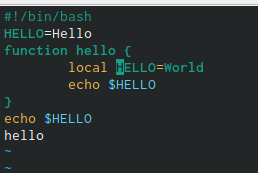 #!/bin/bash
HELLO=Hello
function hello {
        local HELLO=World
        echo $HELLO
}
echo $HELLO
hello
~
~